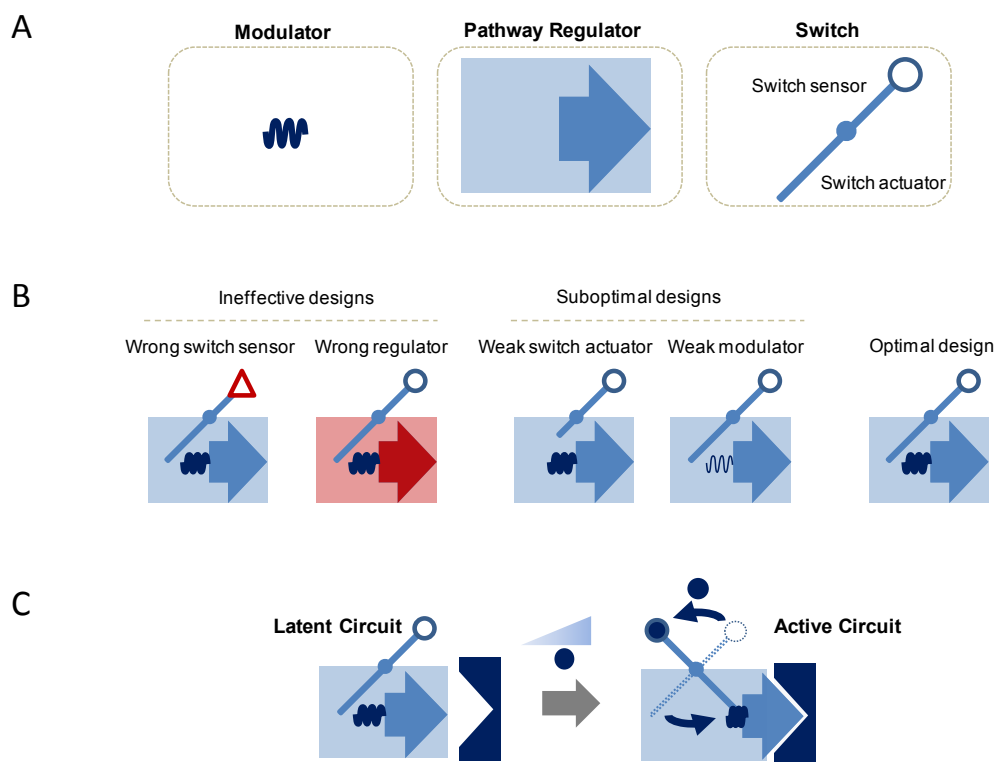 A
Modulator
Pathway Regulator
Switch
Switch sensor
Switch actuator
B
Ineffective designs
Suboptimal designs
Wrong switch sensor
Wrong regulator
Weak switch actuator
Weak modulator
Optimal design
C
Latent Circuit
Active Circuit